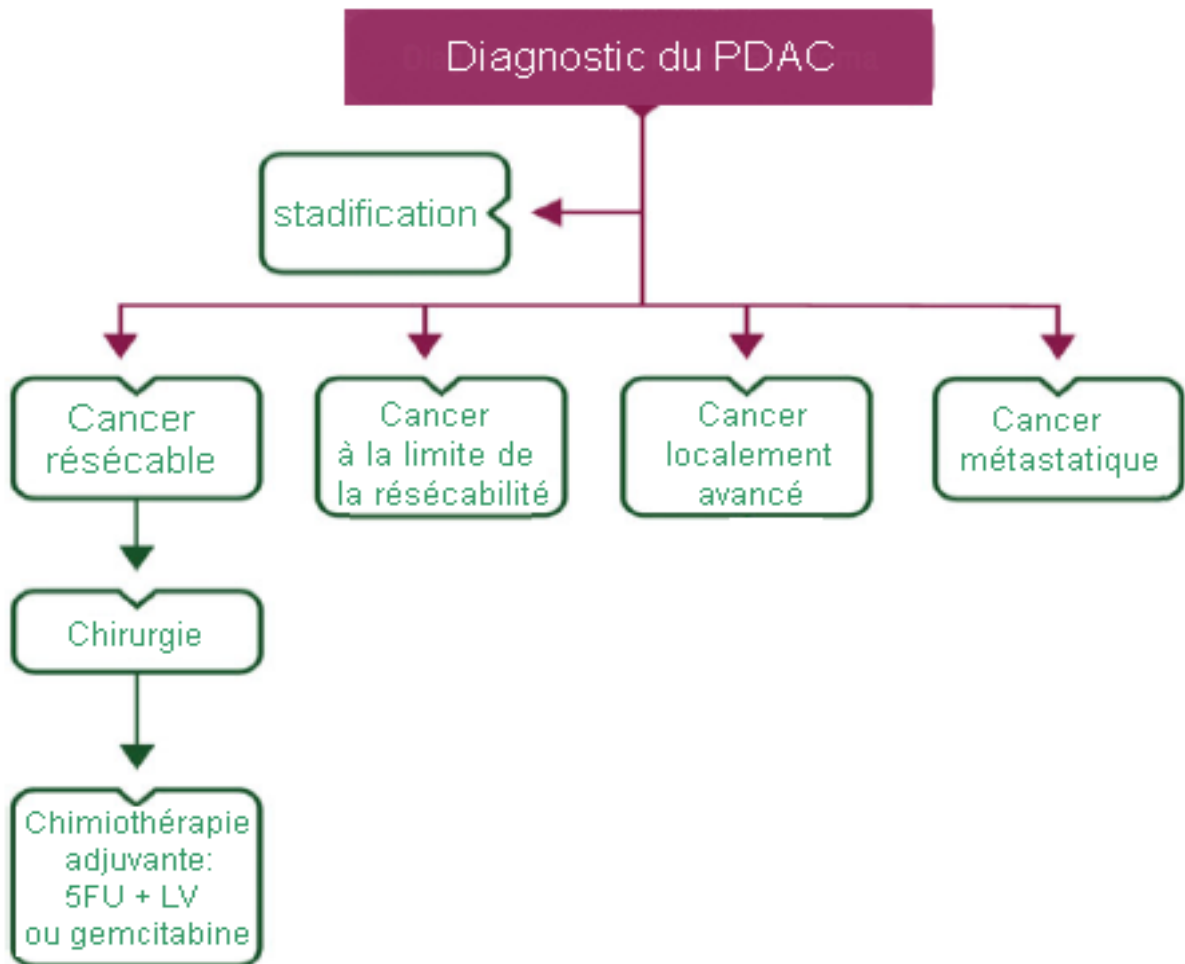 Diagnostic du PDAC
stadification
Cancer
résécable
Cancer
à la limite de
la résécabilité
Cancer
localement
avancé
Cancer
métastatique
Chirurgie
Chimiothérapie
adjuvante:
5FU + LV
ou gemcitabine